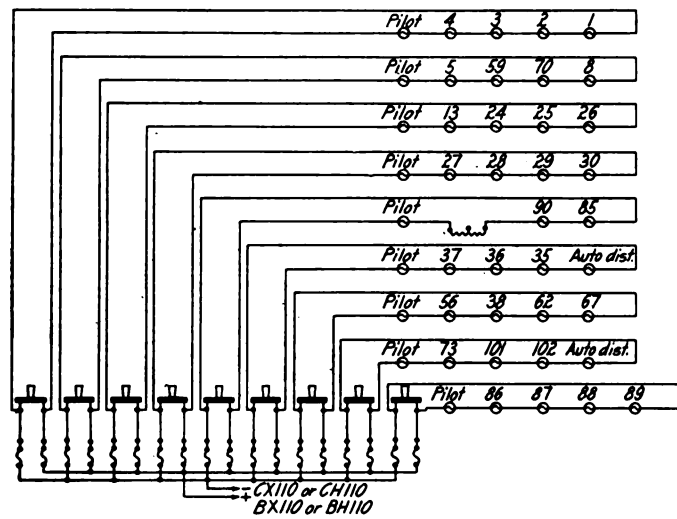 Pilot 4 3 2 1
Pilot 5 59 70 8
Pilot 13 24 25 26
Pilot 27 28 29 30
Pilot 90 85
Pilot 37 36 35 Auto dist.
Pilot 56 38 62 67
Pilot 73 101 102 Auto dist.
Pilot 86 87 88 89
- CX110 or CH110
+ BX110 or BH110